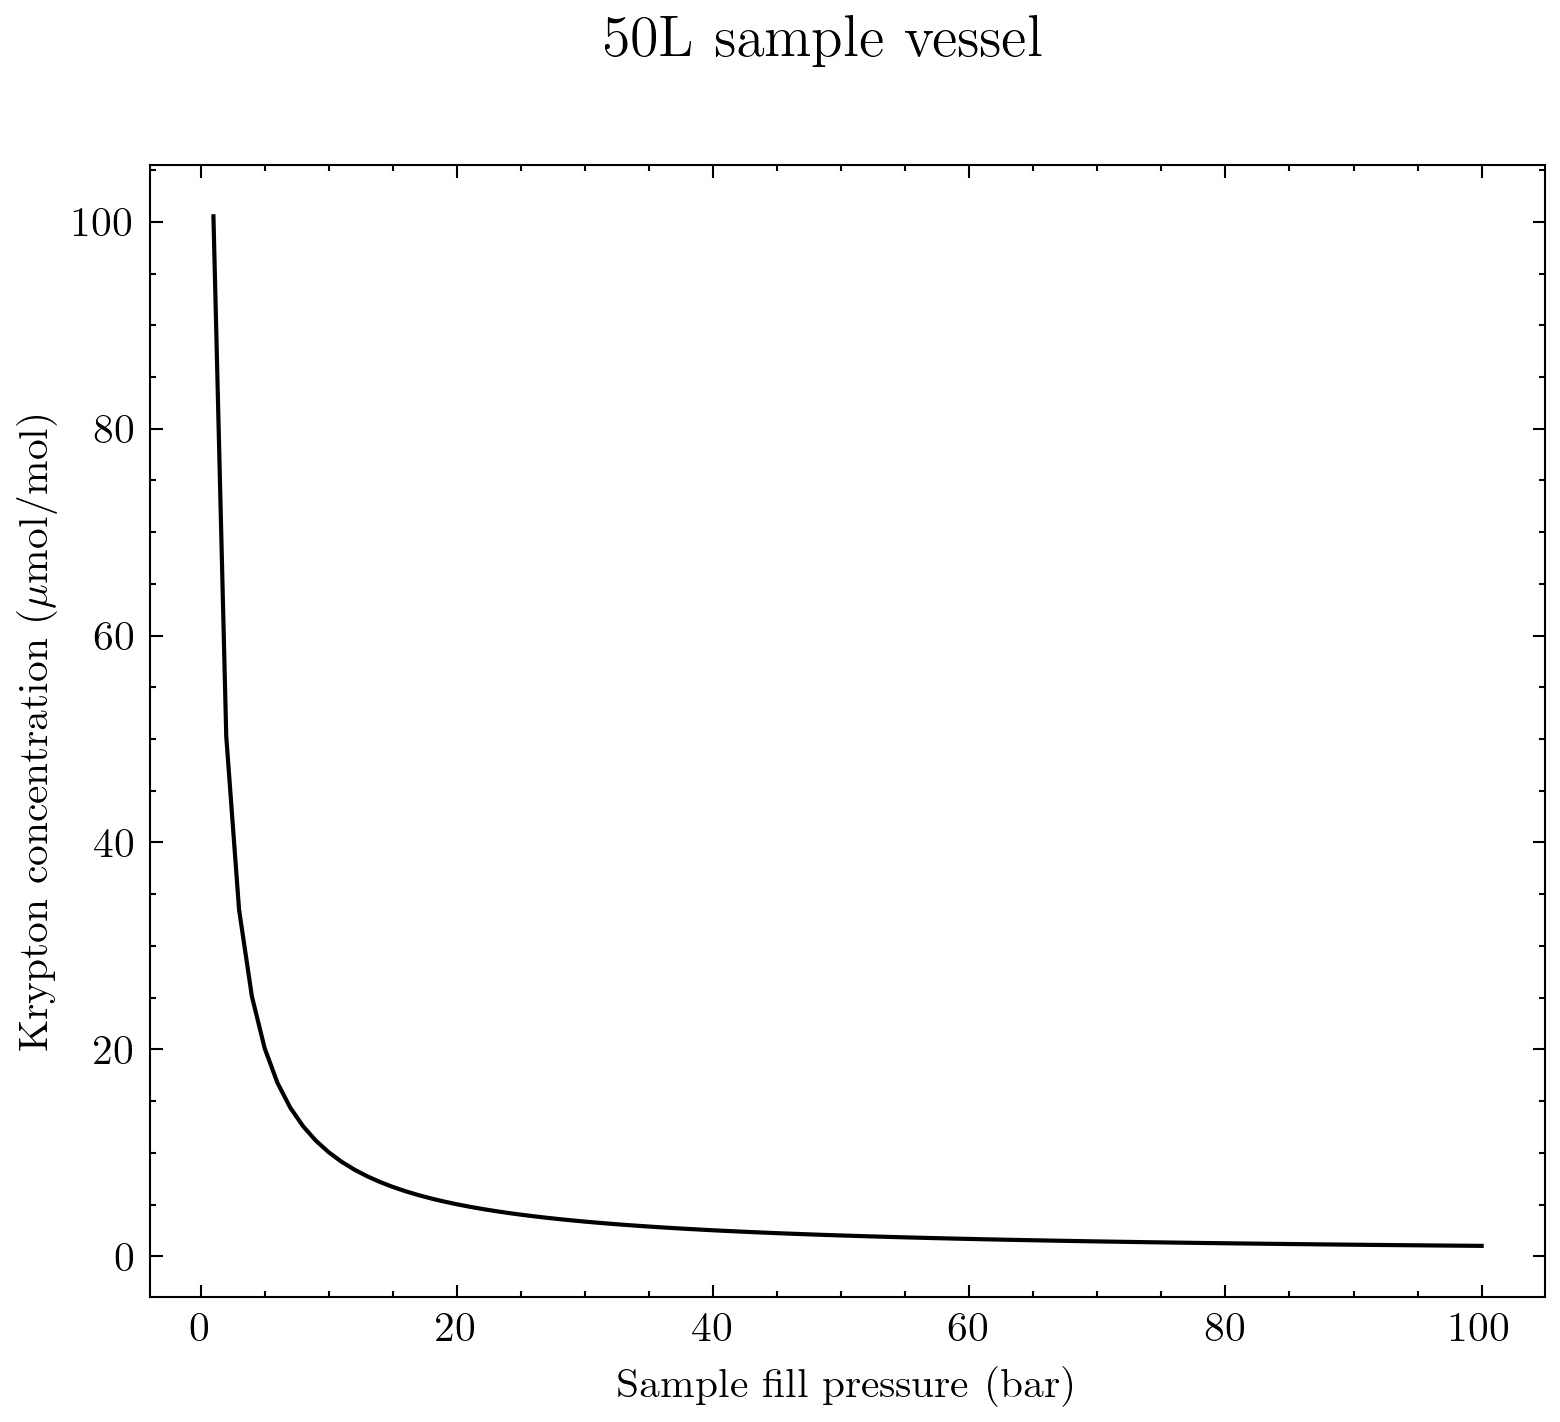 50L sample vessel
Krypton concentration (μmol/mol)
100
80
60
40
20
0
0 20 40 60 80 100
Sample fill pressure (bar)